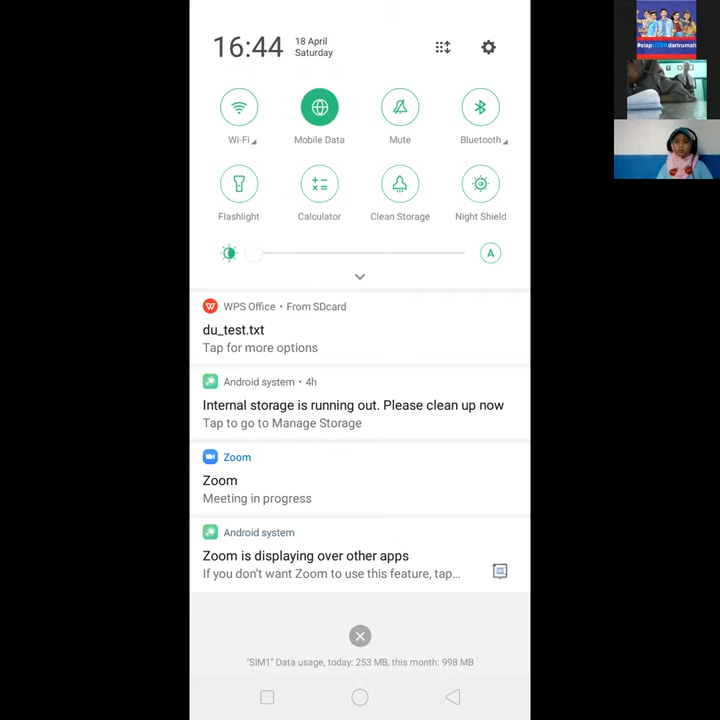 16:44
18 April
Saturday
Wi-Fi
Mobile Data
Mute
Bluetooth
Flashlight
Calculator
Clean Storage
Night Shield
A
WPS Office • From SDcard
du_test.txt
Tap for more options
Android system • 4h
Internal storage is running out. Please clean up now
Tap to go to Manage Storage
Zoom
Zoom
Meeting in progress
Android system
Zoom is displaying over other apps
If you don't want Zoom to use this feature, tap...
"SIM1" Data usage, today: 253 MB, this month: 998 MB
#siapUTBKdarirumah